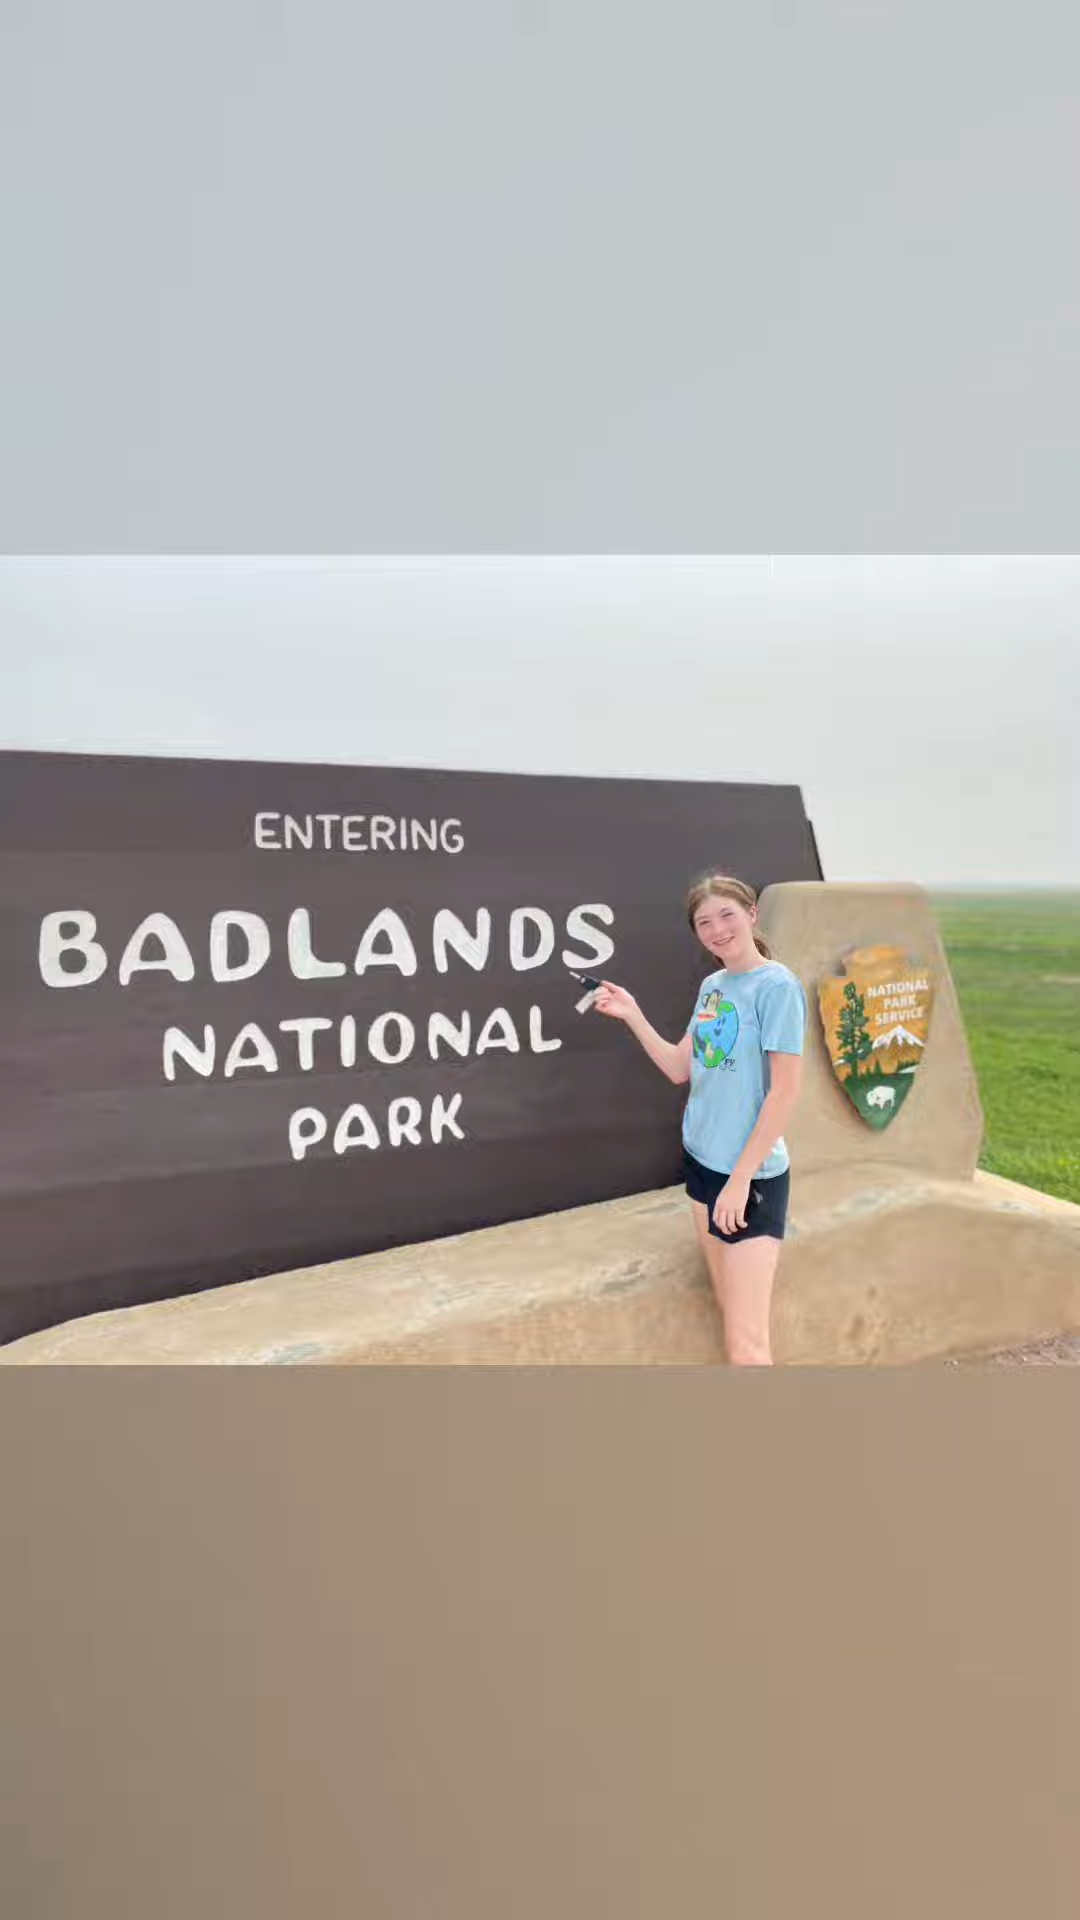 ENTERING
BADLANDS
NATIONAL
PARK
NATIONAL
PARK
SERVICE